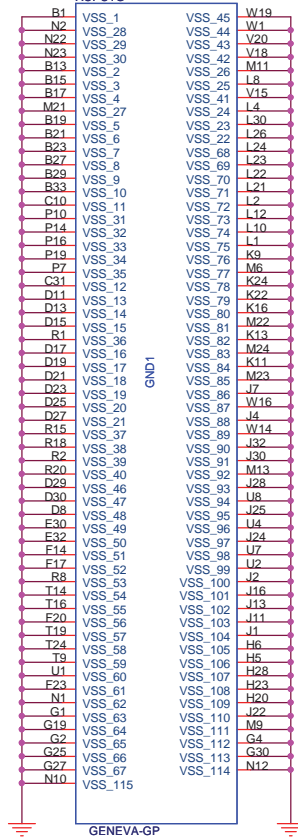 B1 VSS_1 VSS_45 W19
N2 VSS_28 VSS_44 W1
N22 VSS_29 VSS_43 V20
N23 VSS_30 VSS_42 V18
B13 VSS_2 VSS_26 M11
B15 VSS_3 VSS_25 L8
B17 VSS_4 VSS_41 V15
M21 VSS_27 VSS_24 L4
B19 VSS_5 VSS_23 L30
B21 VSS_6 VSS_22 L26
B23 VSS_7 VSS_68 L24
B27 VSS_8 VSS_69 L23
B29 VSS_9 VSS_70 L22
B33 VSS_10 VSS_71 L21
C10 VSS_11 VSS_72 L2
P10 VSS_31 VSS_73 L12
P14 VSS_32 VSS_74 L10
P16 VSS_33 VSS_75 L1
P19 VSS_34 VSS_76 K9
P7 VSS_35 VSS_77 M6
C31 VSS_12 VSS_78 K24
D11 VSS_13 VSS_79 K22
D13 VSS_14 VSS_80 K16
D15 VSS_15 VSS_81 M22
R1 VSS_36 VSS_82 K13
D17 VSS_16 VSS_83 M24
D19 VSS_17 VSS_84 K11
D21 VSS_18 VSS_85 M23
D23 VSS_19 VSS_86 J7
D25 VSS_20 VSS_87 W16
D27 VSS_21 VSS_88 J4
R15 VSS_37 VSS_89 W14
R18 VSS_38 VSS_90 J32
R2 VSS_39 VSS_91 J30
R20 VSS_40 VSS_92 M13
D29 VSS_46 VSS_93 J28
D30 VSS_47 VSS_94 U8
D8 VSS_48 VSS_95 J25
E30 VSS_49 VSS_96 U4
E32 VSS_50 VSS_97 J24
F14 VSS_51 VSS_98 U7
F17 VSS_52 VSS_99 U2
R8 VSS_53 VSS_100 J2
T14 VSS_54 VSS_101 J16
T16 VSS_55 VSS_102 J13
F20 VSS_56 VSS_103 J11
T19 VSS_57 VSS_104 J1
T24 VSS_58 VSS_105 H6
T9 VSS_59 VSS_106 H5
U1 VSS_60 VSS_107 H28
F23 VSS_61 VSS_108 H23
N1 VSS_62 VSS_109 H20
G1 VSS_63 VSS_110 J22
G19 VSS_64 VSS_111 M9
G2 VSS_65 VSS_112 G4
G25 VSS_66 VSS_113 G30
G27 VSS_67 VSS_114 N12
N10 VSS_115
GND1
GENEVA-GP